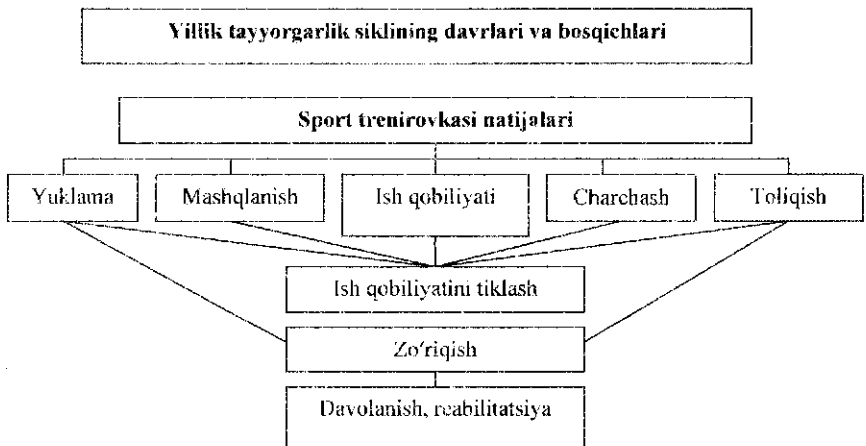 Yillik tayyorgarlik siklining davrlari va bosqichlari
Sport trenirovkasi natijalari
Yuklama
Mashqlanish
Ish qobiliyati
Charchash
Toliqish
Ish qobiliyatini tiklash
Zo‘riqish
Davolanish, reabilitatsiya